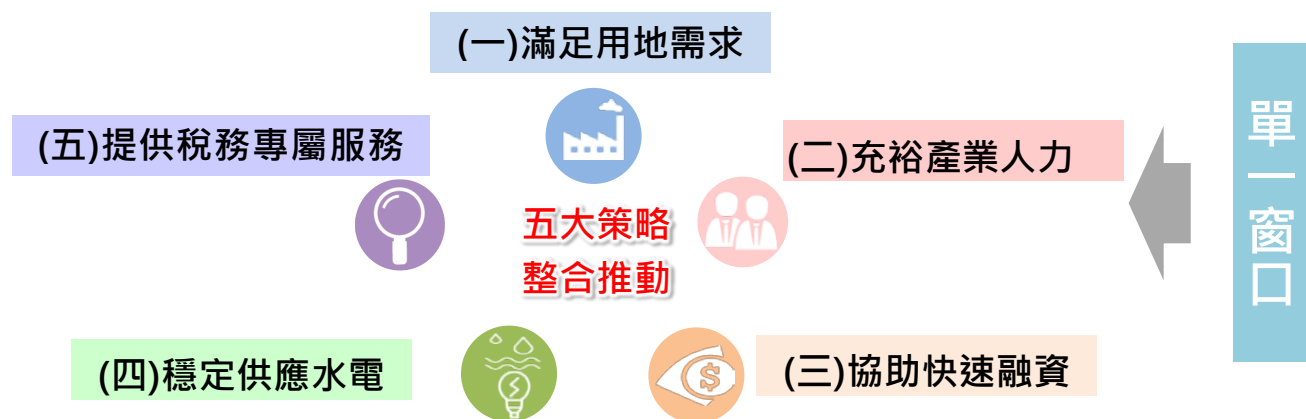 (一)滿足用地需求
(二)充裕產業人力
(三)協助快速融資
(四)穩定供應水電
(五)提供稅務專屬服務
五大策略
整合推動
單一窗口
$